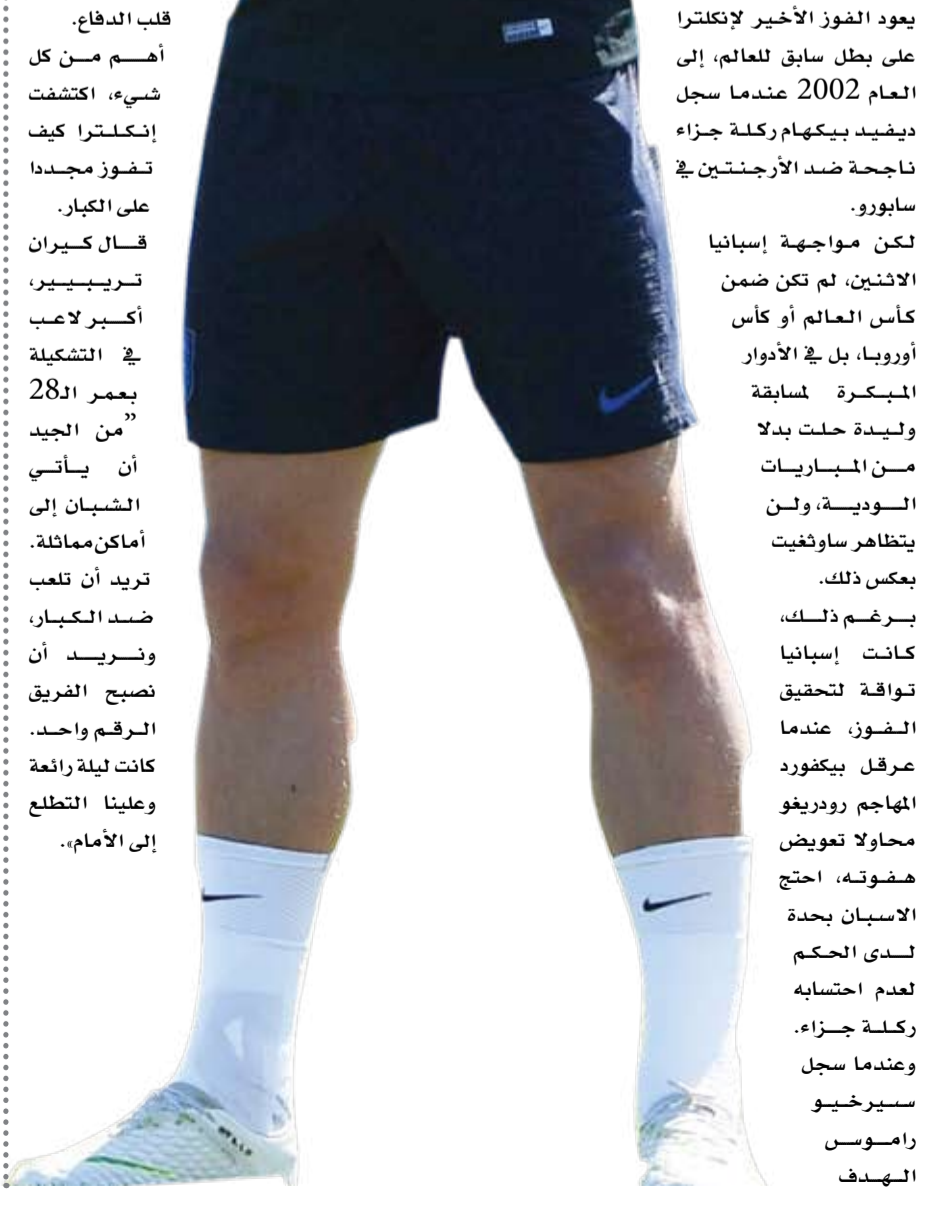 يعود الفوز الأخير لإنكلترا
على بطل سابق للعالم، إلى
العام 2002 عندما سجل
ديفيد بيكهام ركلة جزاء
ناجحة ضد الأرجنتين في
سابورو.
لكن مواجهة إسبانيا
الاثنين، لم تكن ضمن
كأس العالم أو كأس
أوروبا، بل في الأدوار
المبكرة لمسابقة
وليدة حلت بدلا
من المباريات
الودية، ولن
يتظاهر ساوثغيت
بعكس ذلك.
برغم ذلك،
كانت إسبانيا
تواقة لتحقيق
الفوز، عندما
عرقل بيكفورد
المهاجم رودريغو
محاولا تعويض
هفوته، احتج
الاسبان بحدة
لدى الحكم
لعدم احتسابه
ركلة جزاء.
وعندما سجل
سيرخيو
راموس
الهدف
قلب الدفاع.
أهم من كل
شيء، اكتشفت
إنكلترا كيف
تفوز مجددا
على الكبار.
قال كيران
تريبيير،
أكبر لاعب
في التشكيلة
بعمر الـ28
”من الجيد
أن يأتي
الشبان إلى
أماكن مماثلة.
تريد أن تلعب
ضد الكبار،
ونريد أن
نصبح الفريق
الرقم واحد.
كانت ليلة رائعة
وعلينا التطلع
إلى الأمام».